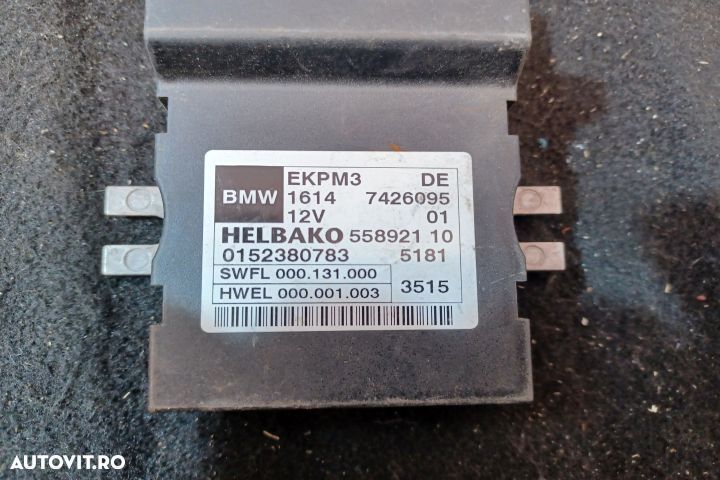 BMW EKPM3 DE
1614 7426095
12V 01
HELBAKO 558921.10
0152380783 5181
SWFL 000.131.000
HWEL 000.001.003 3515
AUTOVIT.RO